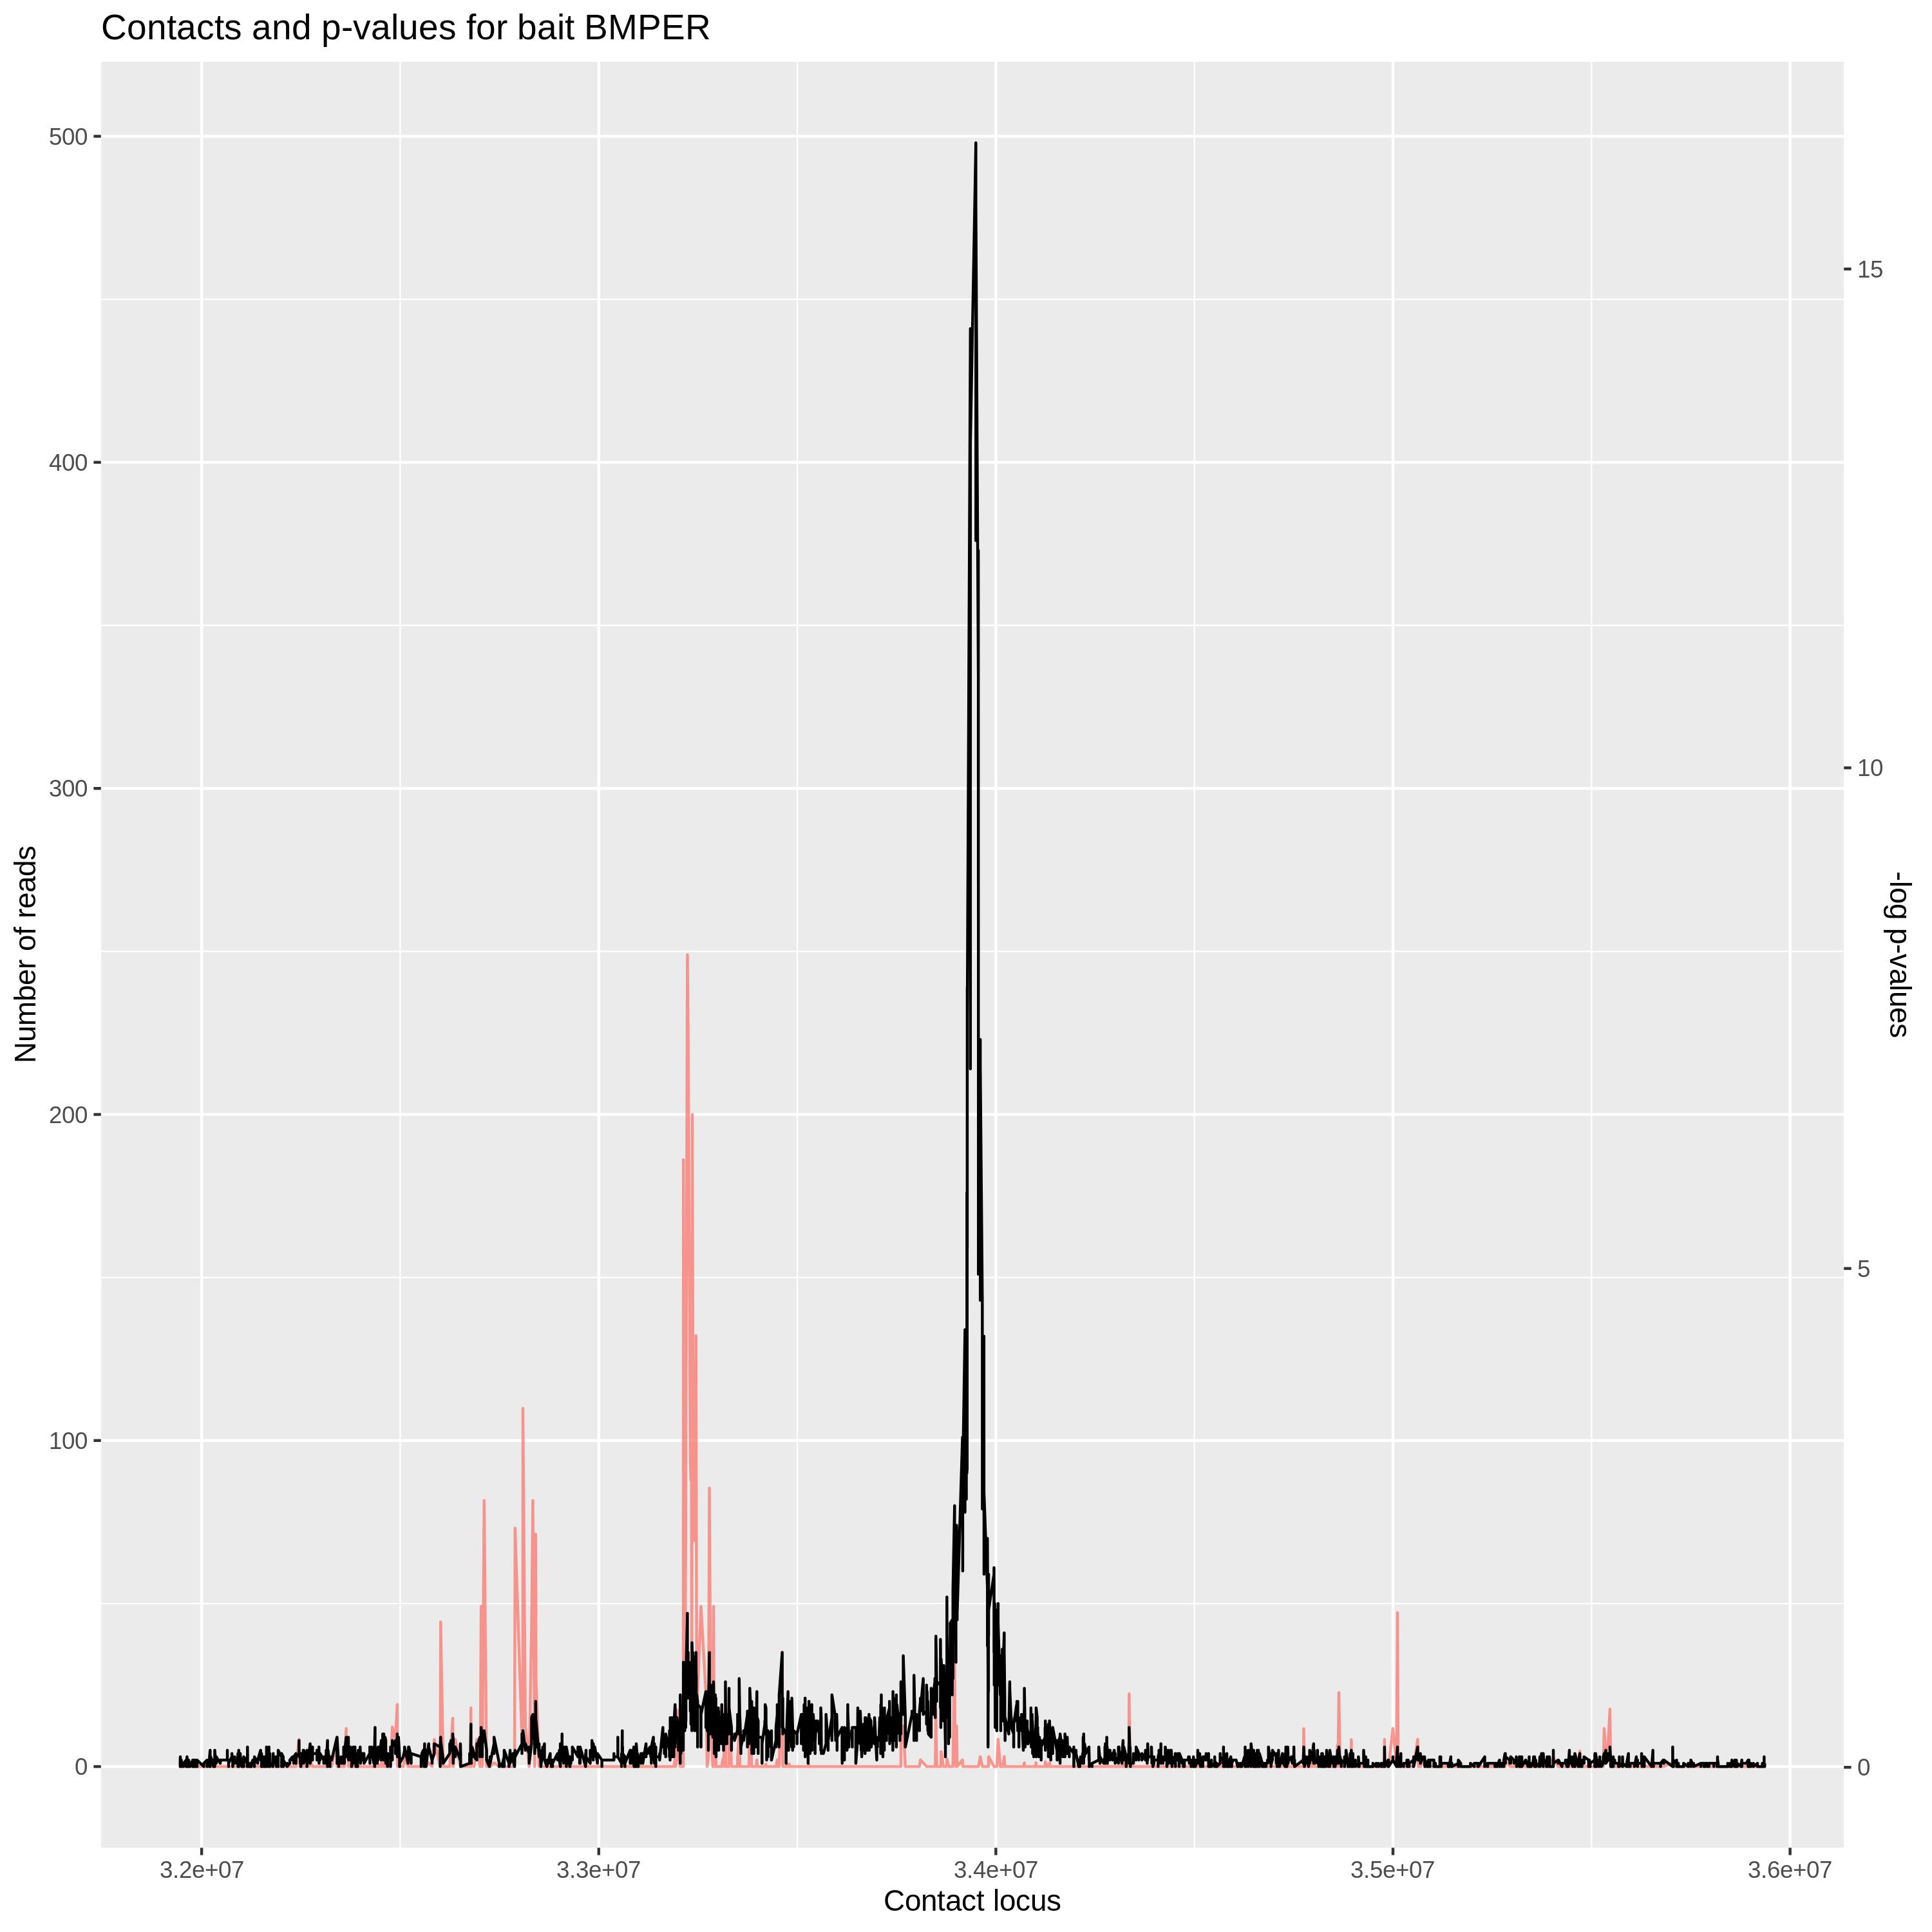 Contacts and p-values for bait BMPER
500
400
300
200
100
0
Number of reads
15
10
5
0
-log p-values
3.2e+07 3.3e+07 3.4e+07 3.5e+07 3.6e+07
Contact locus